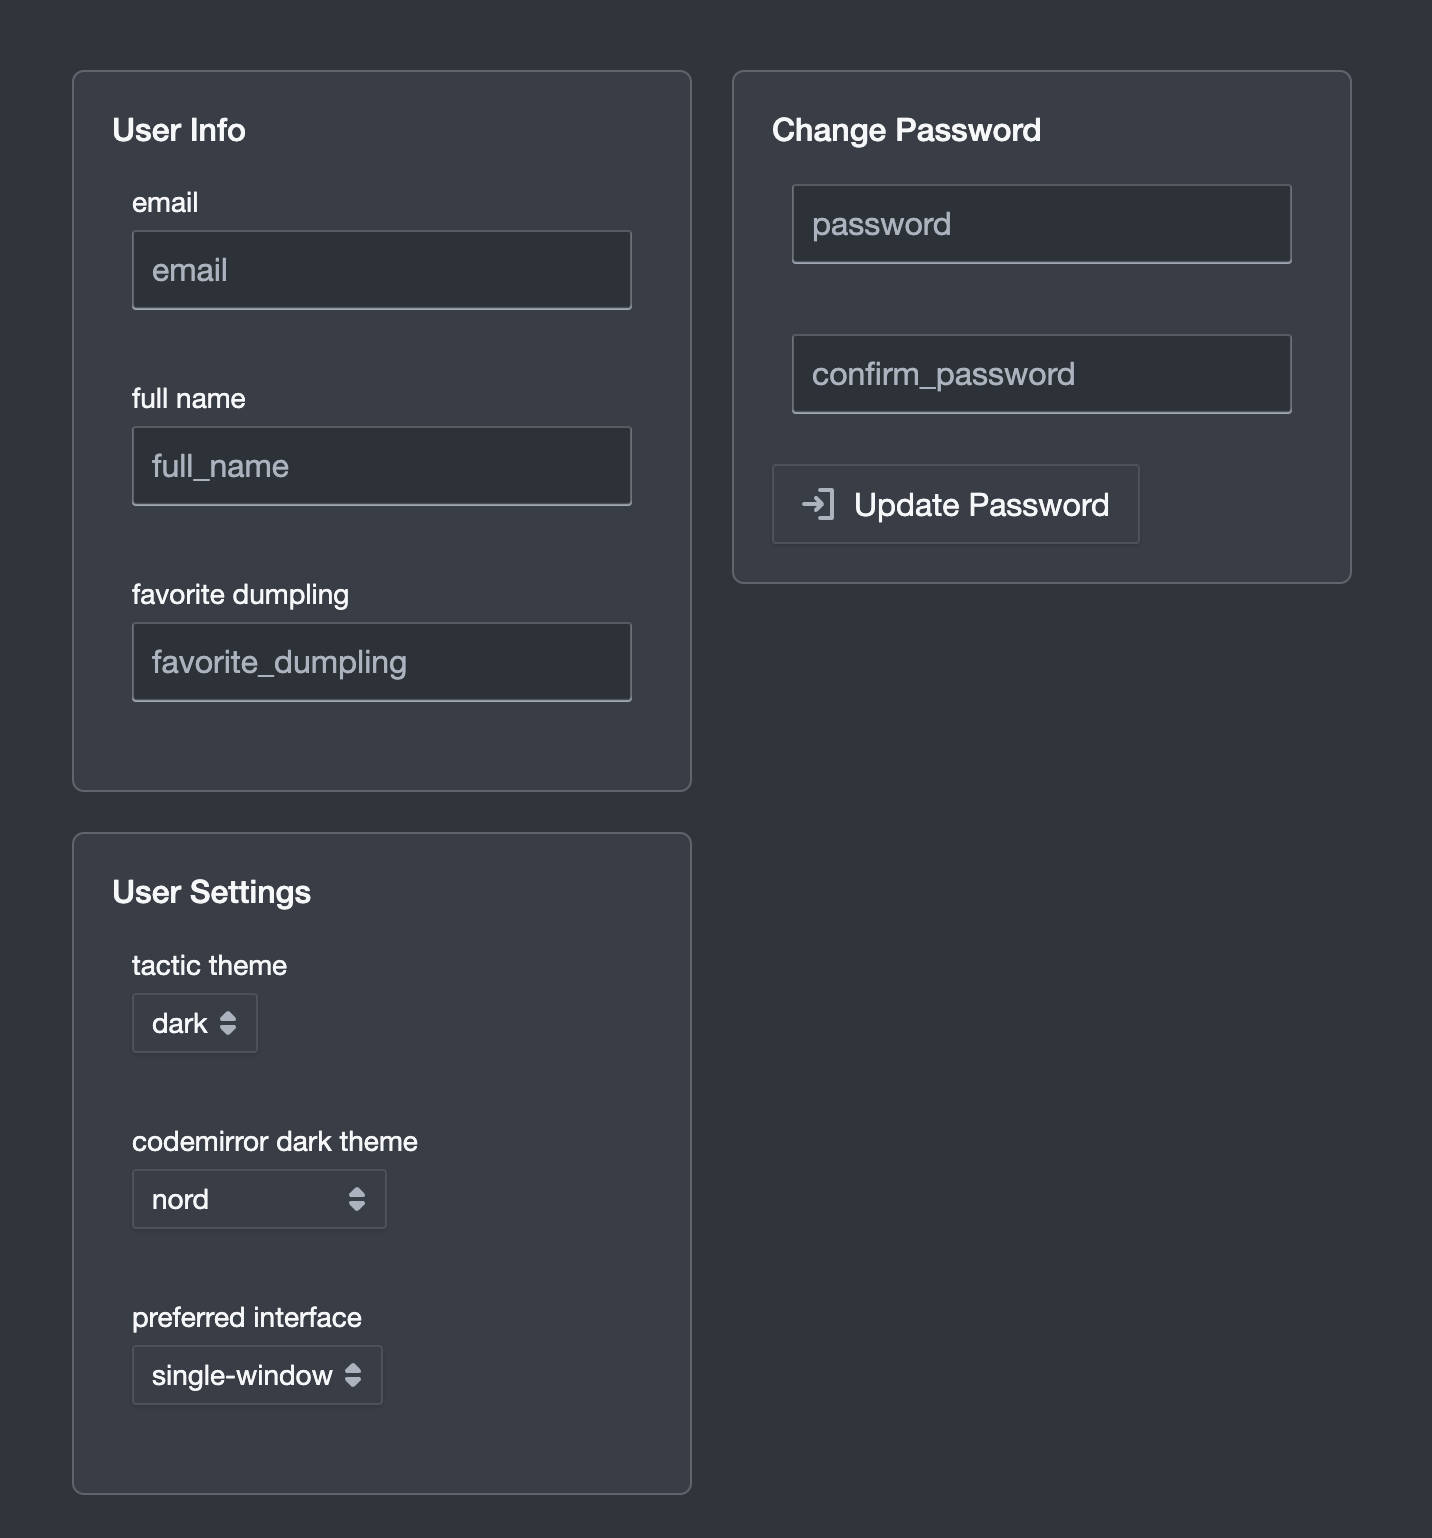 User Info
email
email
full name
full_name
favorite dumpling
favorite_dumpling
Change Password
password
confirm_password
Update Password
User Settings
tactic theme
dark
codemirror dark theme
nord
preferred interface
single-window